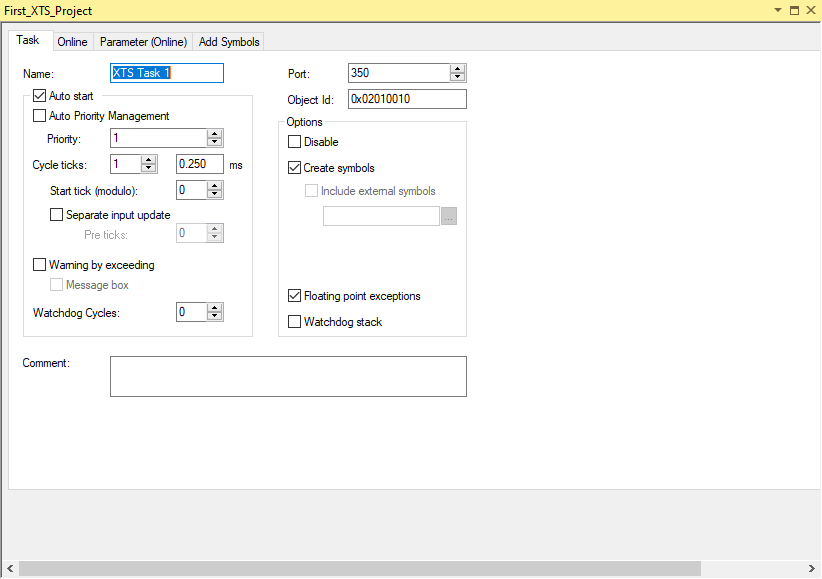 First_XTS_Project
Task Online Parameter (Online) Add Symbols
Name: XTS Task 1
Auto start
Auto Priority Management
Priority: 1
Cycle ticks: 1 0.250 ms
Start tick (modulo): 0
Separate input update
Pre ticks: 0
Warning by exceeding
Message box
Watchdog Cycles: 0
Port: 350
Object Id: 0x02010010
Options
Disable
Create symbols
Include external symbols
...
Floating point exceptions
Watchdog stack
Comment: